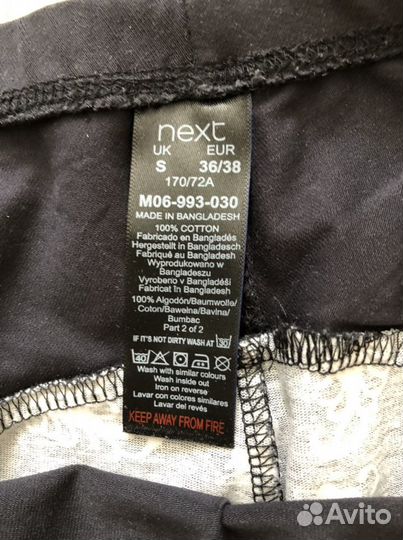 next
UK EUR
S 36/38
170/72A
M06-993-030
MADE IN BANGLADESH
100% COTTON
Fabricado en Bangladés
Hergestellt in Bangladesch
Fabriqué au Bangladesh
Wyprodukowano w
Bangladeszu
Vyrobeno v Bangladéši
Fabricat în Bangladesh
100% Algodón/Baumwolle/
Coton/Bawełna/Bavlna/
Bumbac
Part 2 of 2
IF IT'S NOT DIRTY WASH AT 30
40
Wash with similar colours
Wash inside out
Iron on reverse
Lavar con colores similares
Lavar del revés
KEEP AWAY FROM FIRE
Avito